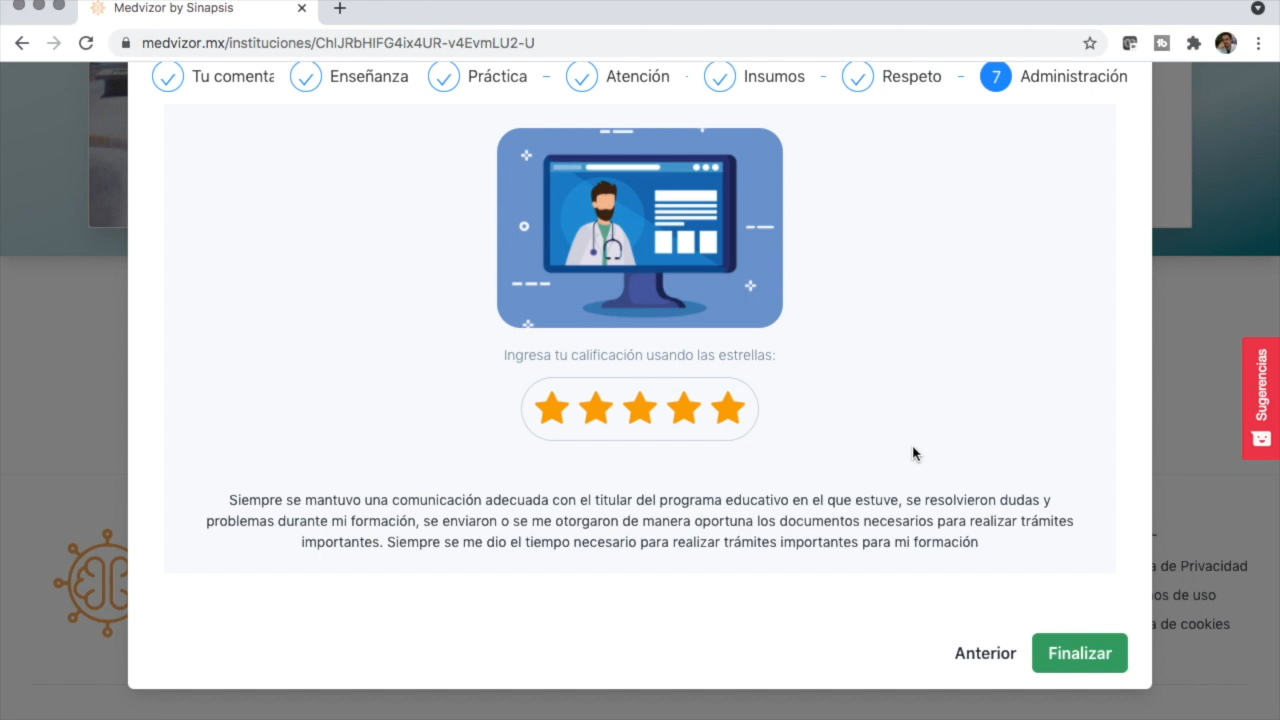 Medvizor by Sinapsis
medvizor.mx/instituciones/ChIJRbHIFG4ix4UR-v4EvmLU2-U
Tu comenta
Enseñanza
Práctica
Atención
Insumos
Respeto
7 Administración
Ingresa tu calificación usando las estrellas:
Siempre se mantuvo una comunicación adecuada con el titular del programa educativo en el que estuve, se resolvieron dudas y
problemas durante mi formación, se enviaron o se me otorgaron de manera oportuna los documentos necesarios para realizar trámites
importantes. Siempre se me dio el tiempo necesario para realizar trámites importantes para mi formación
Anterior
Finalizar
Sugerencias
a de Privacidad
os de uso
a de cookies